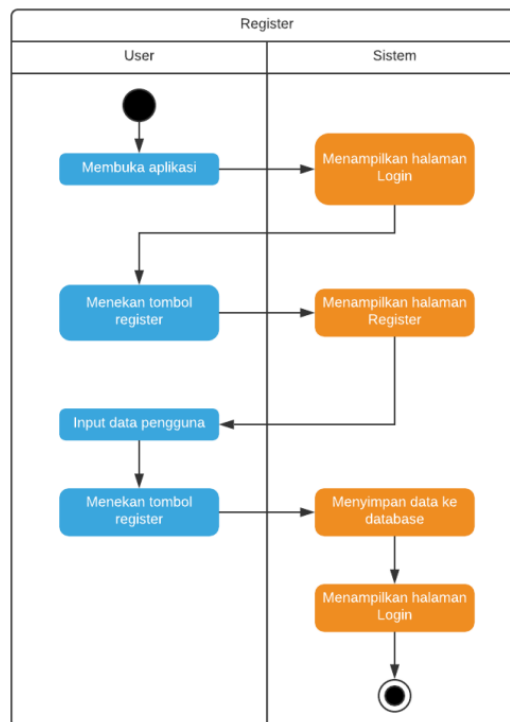 Register
User
Sistem
Membuka aplikasi
Menampilkan halaman
Login
Menekan tombol
register
Menampilkan halaman
Register
Input data pengguna
Menekan tombol
register
Menyimpan data ke
database
Menampilkan halaman
Login